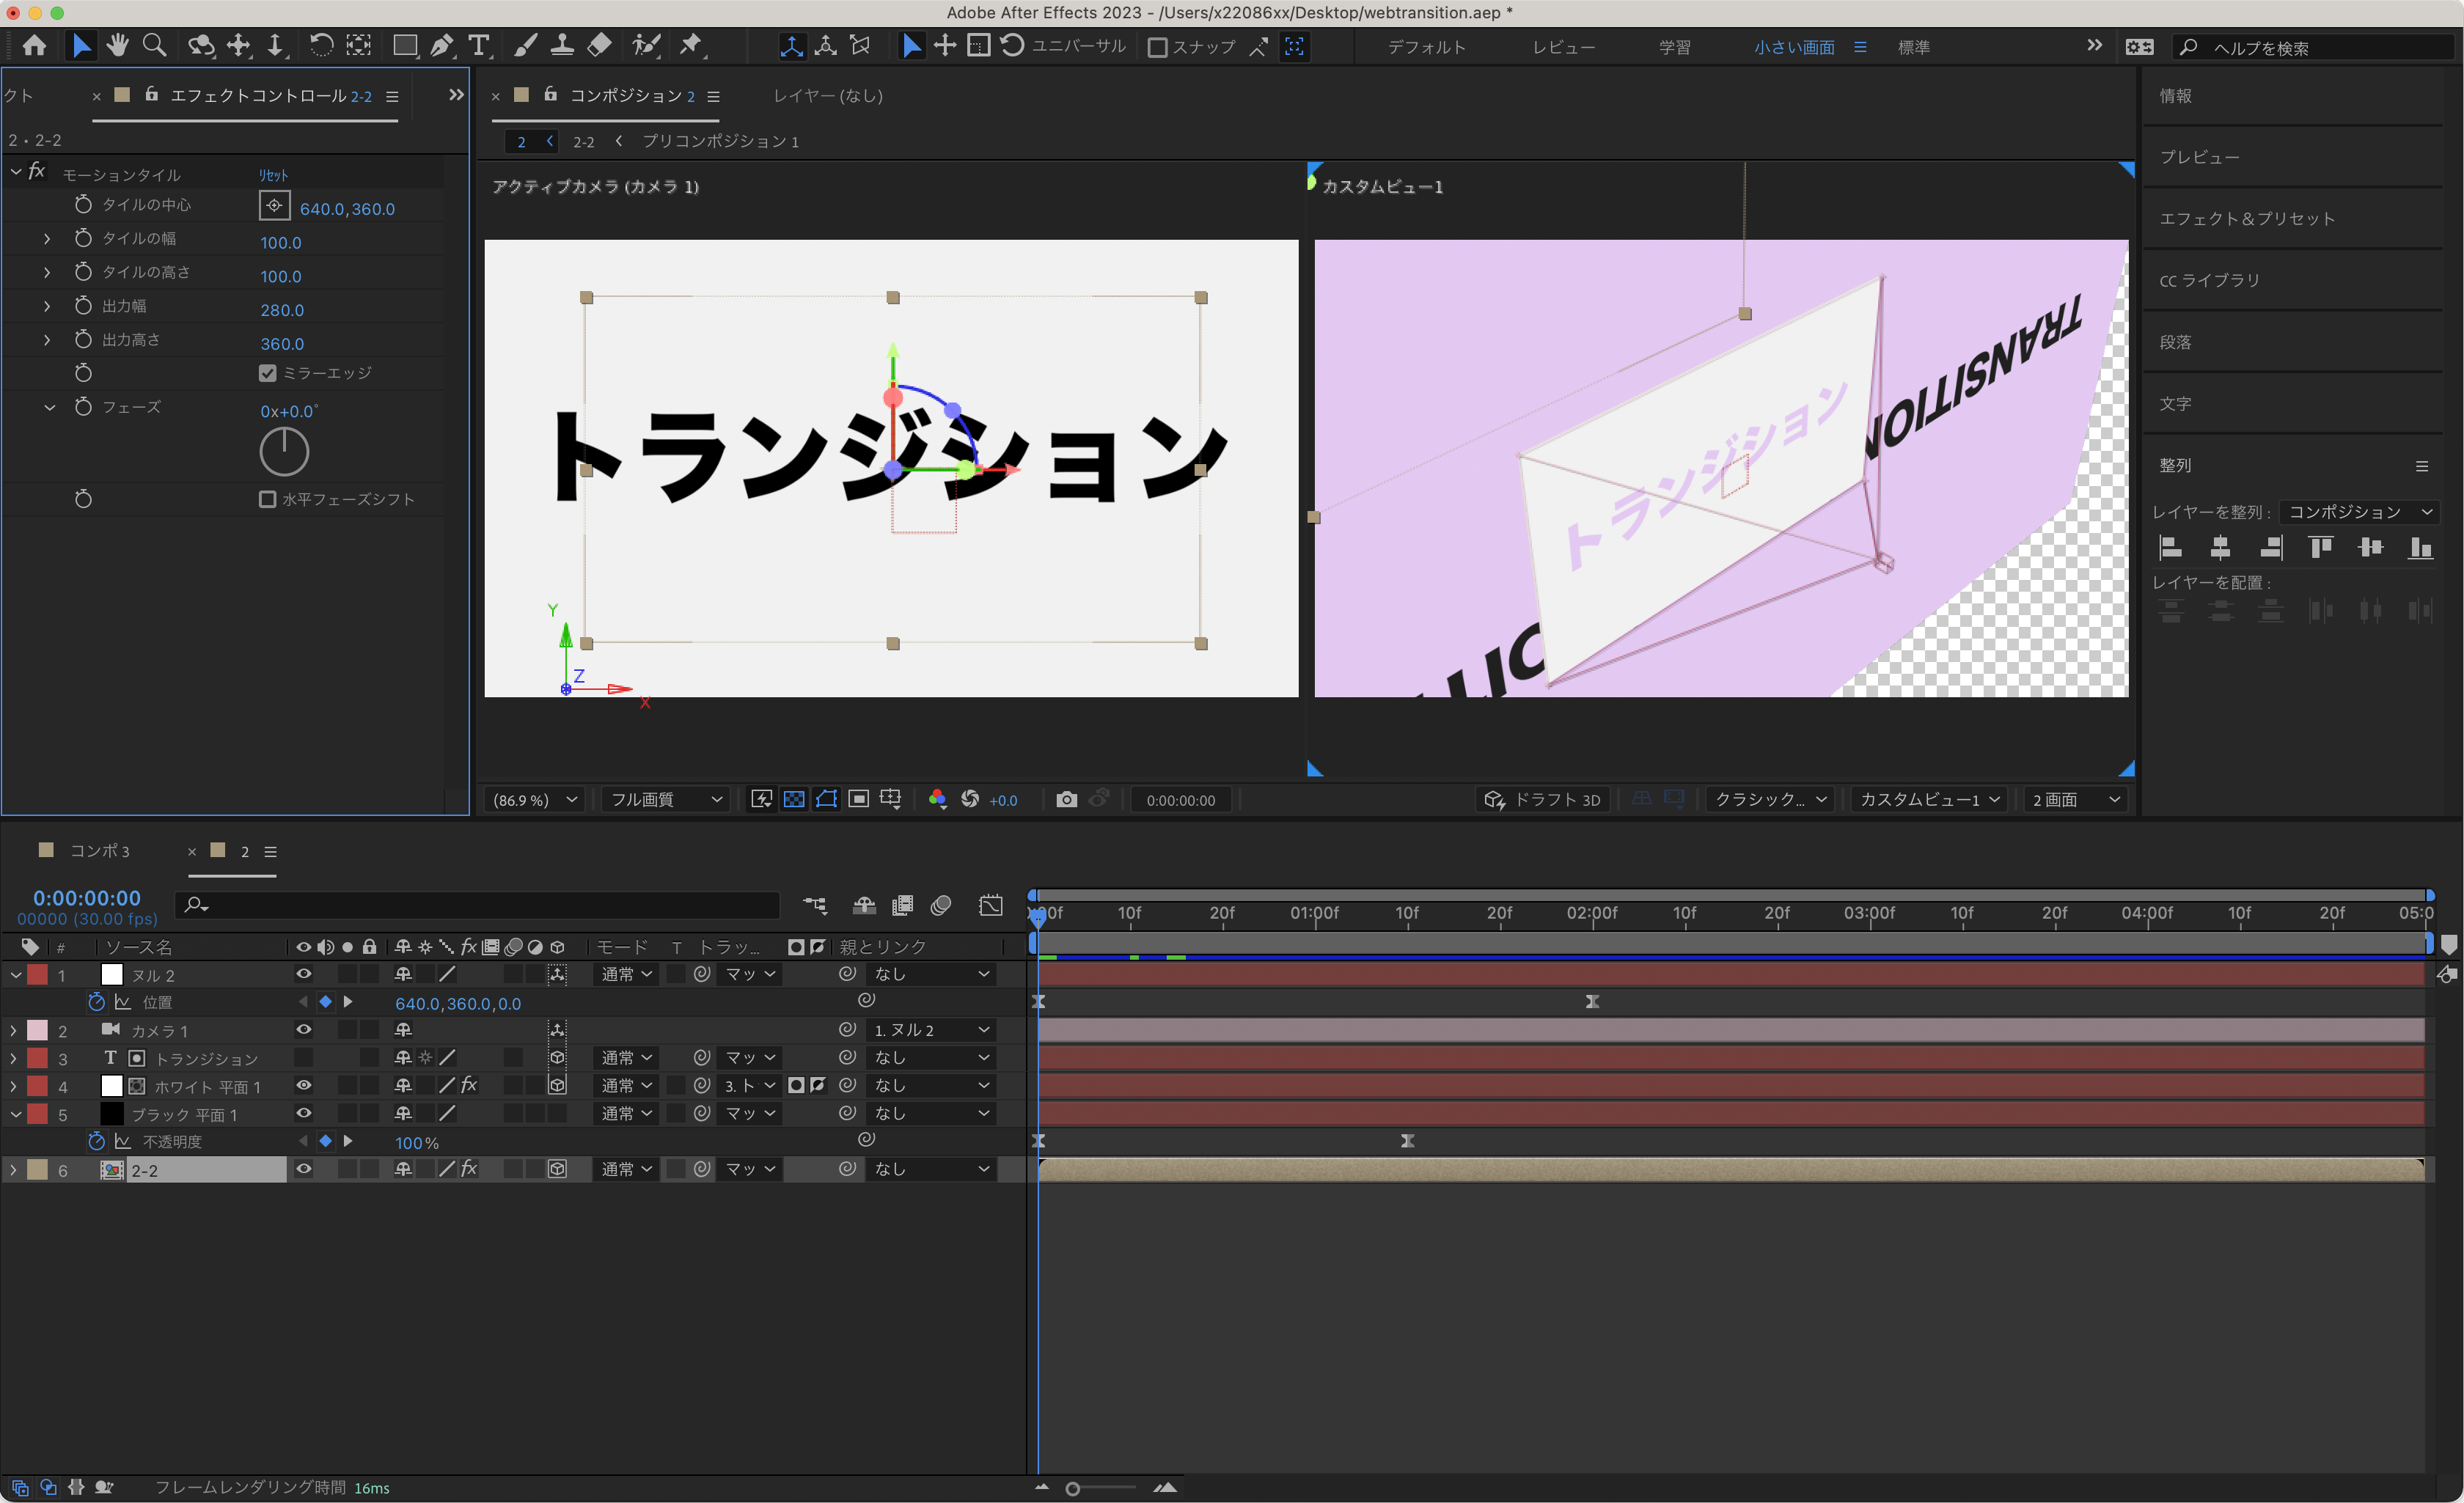 Adobe After Effects 2023 - /Users/x22086xx/Desktop/webtransition.aep *
ユニバーサル
スナップ
デフォルト
レビュー
学習
小さい画面
標準
ヘルプを検索
クト
エフェクトコントロール 2-2
2・2-2
fx モーションタイル リセット
タイルの中心 640.0,360.0
タイルの幅 100.0
タイルの高さ 100.0
出力幅 280.0
出力高さ 360.0
ミラーエッジ
フェーズ 0x+0.0°
水平フェーズシフト
コンポジション 2
レイヤー (なし)
2 2-2 プリコンポジション 1
アクティブカメラ (カメラ 1)
トランジション
Y
Z
X
カスタムビュー1
TRANSITION
トランジション
(86.9 %)
フル画質
+0.0
0:00:00:00
ドラフト 3D
クラシック...
カスタムビュー1
2 画面
情報
プレビュー
エフェクト＆プリセット
CC ライブラリ
段落
文字
整列
レイヤーを整列 : コンポジション
レイヤーを配置 :
コンポ 3
2
0:00:00:00
00000 (30.00 fps)
00f 10f 20f 01:00f 10f 20f 02:00f 10f 20f 03:00f 10f 20f 04:00f 10f 20f 05:0
# ソース名 fx モード T トラッ... 親とリンク
1 ヌル 2 通常 マッ なし
位置 640.0,360.0,0.0
2 カメラ 1 1. ヌル 2
3 T トランジション 通常 マッ なし
4 ホワイト 平面 1 fx 通常 3. ト なし
5 ブラック 平面 1 通常 マッ なし
不透明度 100%
6 2-2 fx 通常 マッ なし
フレームレンダリング時間 16ms